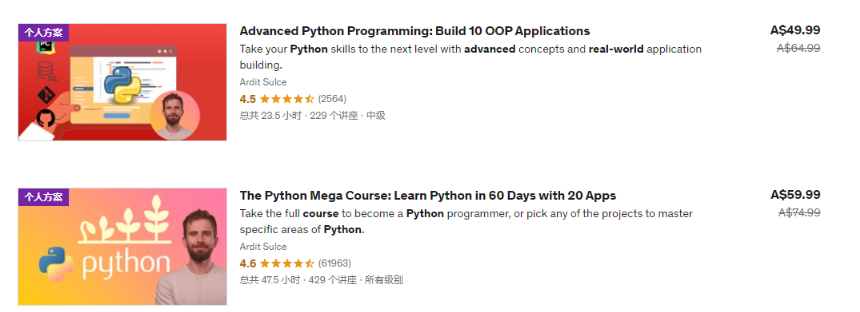 个人方案
PC
SQL
Advanced Python Programming: Build 10 OOP Applications
A$49.99
Take your Python skills to the next level with advanced concepts and real-world application
A$64.99
building.
Ardit Sulce
4.5 (2564)
总共 23.5 小时 · 229 个讲座 · 中级
个人方案
python
The Python Mega Course: Learn Python in 60 Days with 20 Apps
A$59.99
Take the full course to become a Python programmer, or pick any of the projects to master
A$74.99
specific areas of Python.
Ardit Sulce
4.6 (61963)
总共 47.5 小时 · 429 个讲座 · 所有级别